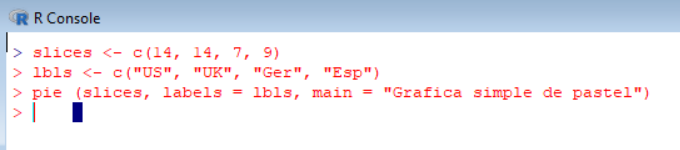 R Console
> slices <- c(14, 14, 7, 9)
> lbls <- c("US", "UK", "Ger", "Esp")
> pie (slices, labels = lbls, main = "Grafica simple de pastel")
>